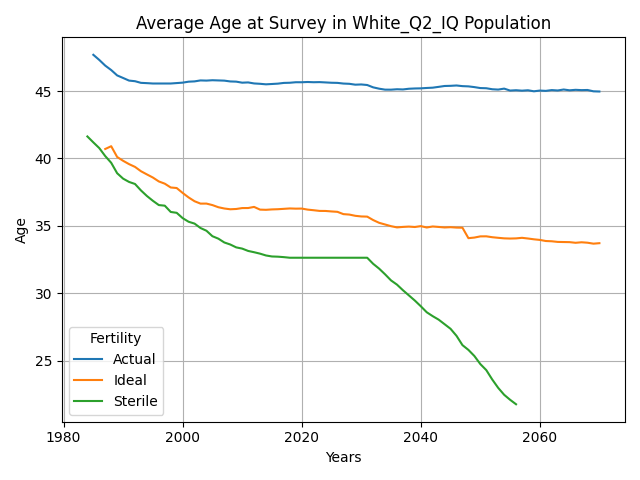 Average Age at Survey in White_Q2_IQ Population
Age
45
40
35
30
25
Fertility
Actual
Ideal
Sterile
1980
2000
2020
2040
2060
Years